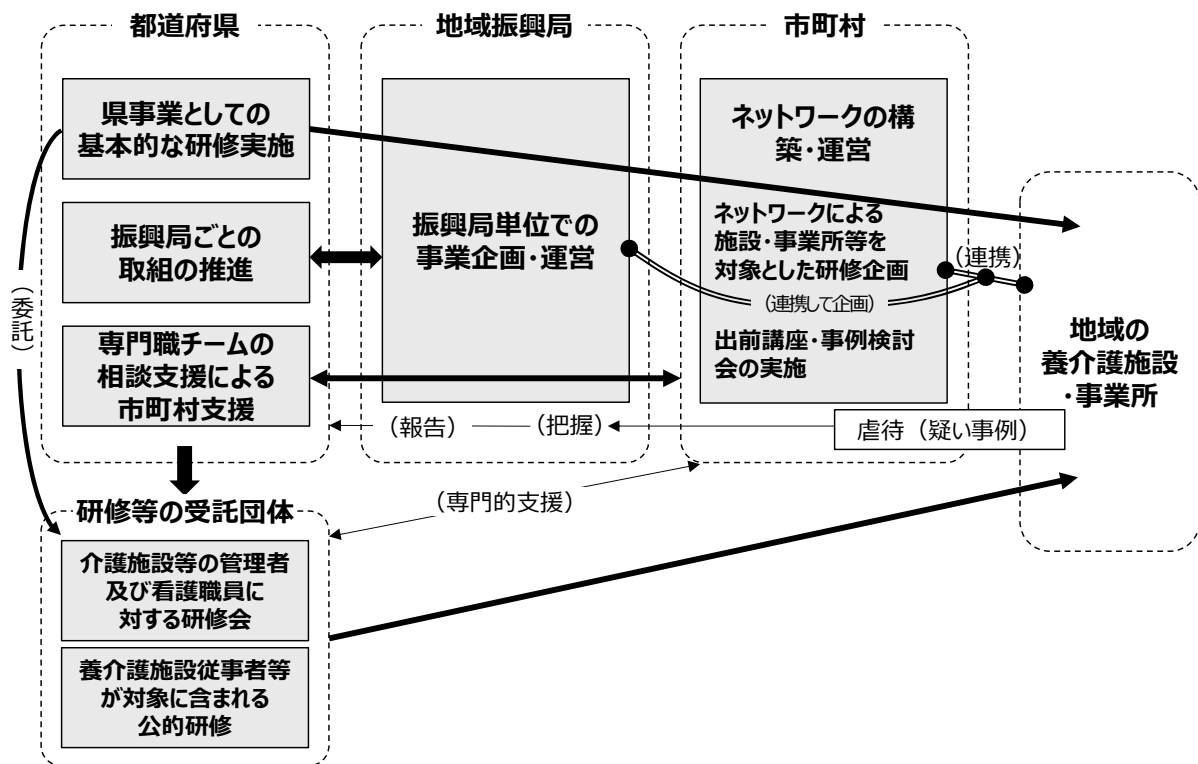 都道府県
県事業としての
基本的な研修実施
振興局ごとの
取組の推進
専門職チームの
相談支援による
市町村支援
（委託）
地域振興局
振興局単位での
事業企画・運営
市町村
ネットワークの構
築・運営
ネットワークによる
施設・事業所等を
対象とした研修企画
（連携して企画）
出前講座・事例検討
会の実施
（連携）
地域の
養介護施設
・事業所
（報告）
（把握）
虐待（疑い事例）
（専門的支援）
研修等の受託団体
介護施設等の管理者
及び看護職員に
対する研修会
養介護施設従事者等
が対象に含まれる
公的研修